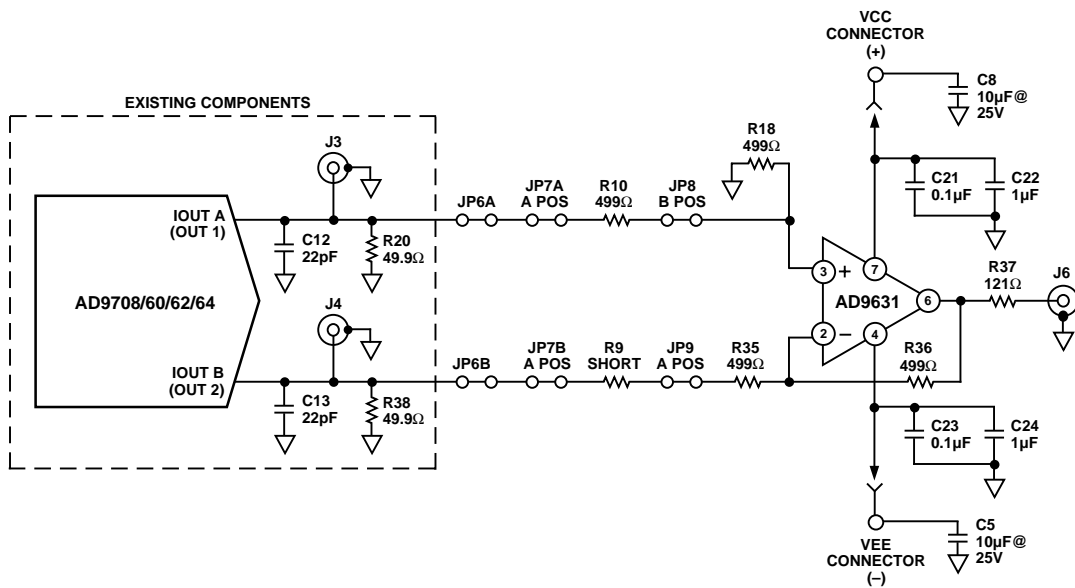 VCC
CONNECTOR
(+)
C8
10µF@
25V
EXISTING COMPONENTS
R18
499Ω
J3
C21
0.1µF
C22
1µF
JP6A
JP7A
A POS
R10
499Ω
JP8
B POS
IOUT A
(OUT 1)
C12
22pF
R20
49.9Ω
3
+
7
R37
121Ω
J6
AD9708/60/62/64
AD9631
6
J4
2
–
4
JP6B
JP7B
A POS
R9
SHORT
JP9
A POS
R35
499Ω
R36
499Ω
IOUT B
(OUT 2)
C13
22pF
R38
49.9Ω
C23
0.1µF
C24
1µF
C5
10µF@
25V
VEE
CONNECTOR
(–)